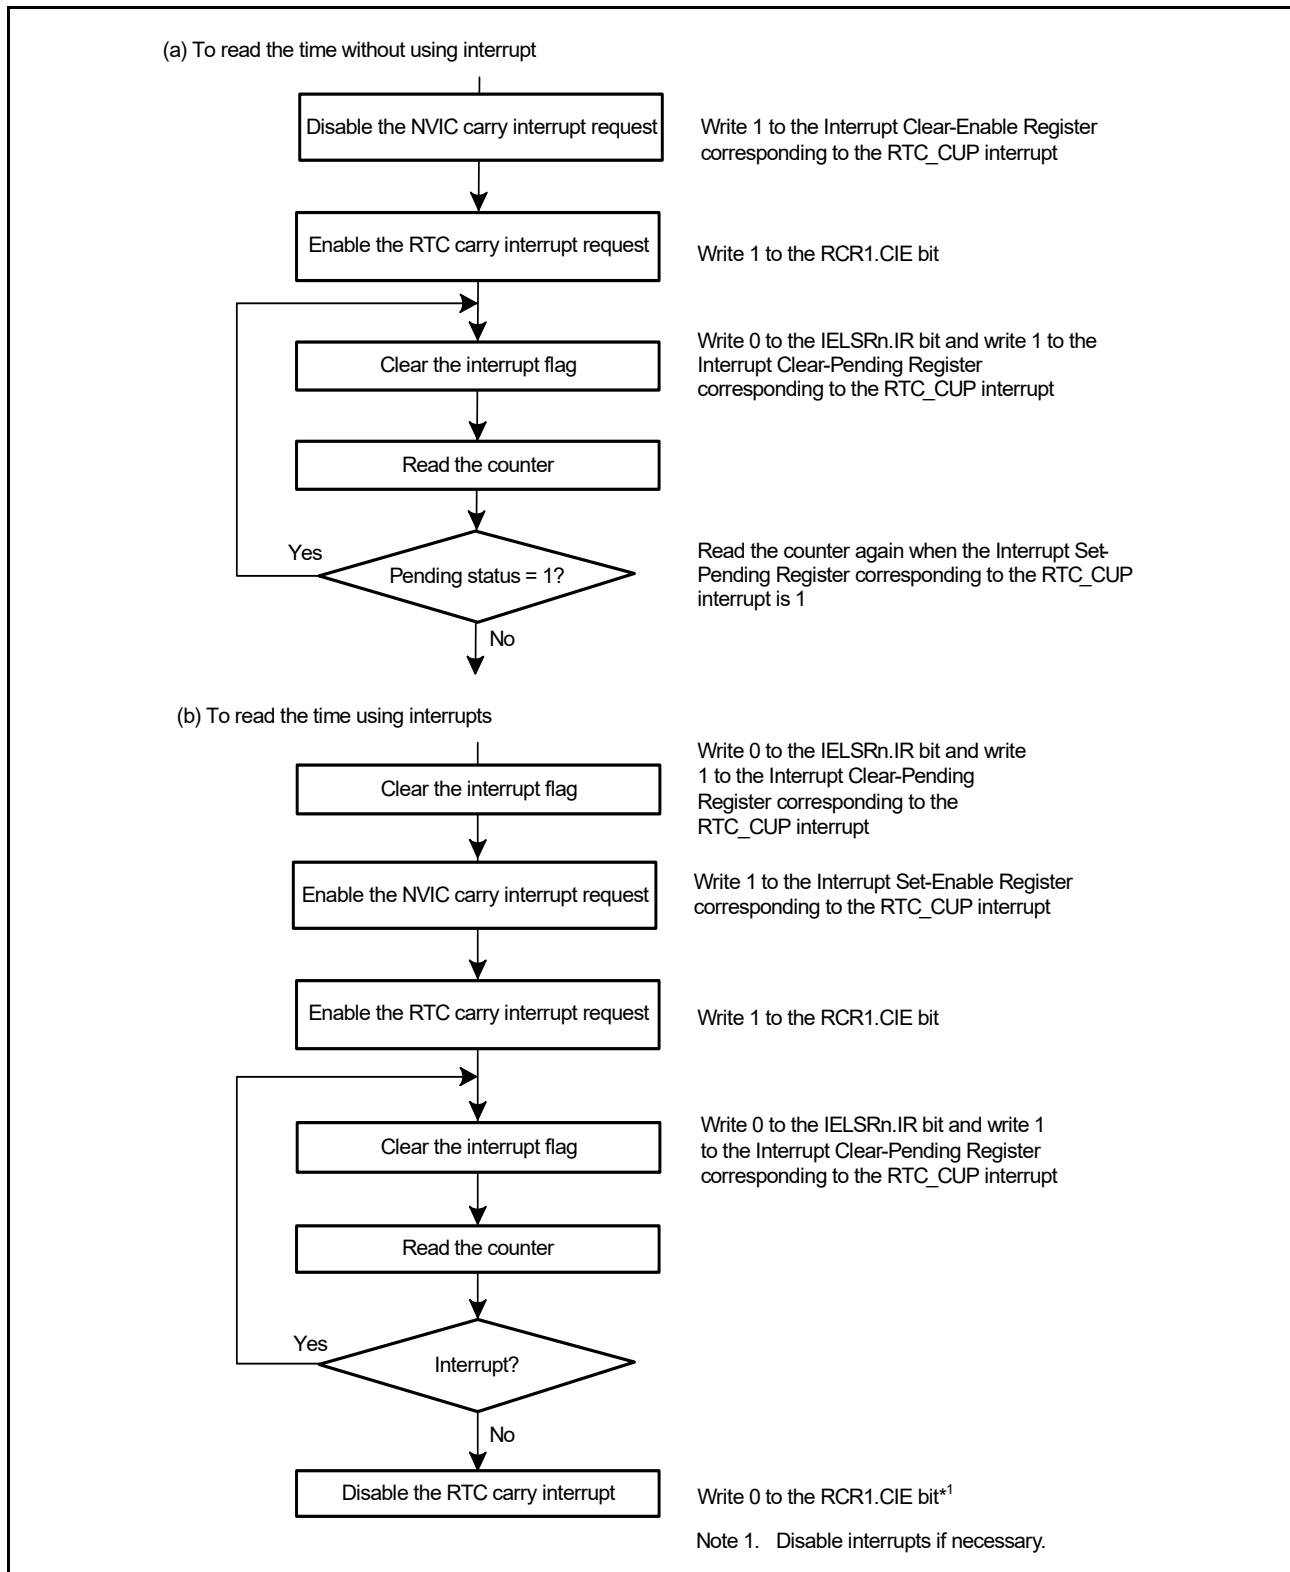 (a) To read the time without using interrupt
Disable the NVIC carry interrupt request
Write 1 to the Interrupt Clear-Enable Register
corresponding to the RTC_CUP interrupt
Enable the RTC carry interrupt request
Write 1 to the RCR1.CIE bit
Clear the interrupt flag
Write 0 to the IELSRn.IR bit and write 1 to the
Interrupt Clear-Pending Register
corresponding to the RTC_CUP interrupt
Read the counter
Yes
Pending status = 1?
Read the counter again when the Interrupt Set-
Pending Register corresponding to the RTC_CUP
interrupt is 1
No
(b) To read the time using interrupts
Clear the interrupt flag
Write 0 to the IELSRn.IR bit and write
1 to the Interrupt Clear-Pending
Register corresponding to the
RTC_CUP interrupt
Enable the NVIC carry interrupt request
Write 1 to the Interrupt Set-Enable Register
corresponding to the RTC_CUP interrupt
Enable the RTC carry interrupt request
Write 1 to the RCR1.CIE bit
Clear the interrupt flag
Write 0 to the IELSRn.IR bit and write 1
to the Interrupt Clear-Pending Register
corresponding to the RTC_CUP interrupt
Read the counter
Yes
Interrupt?
No
Disable the RTC carry interrupt
Write 0 to the RCR1.CIE bit*1
Note 1. Disable interrupts if necessary.